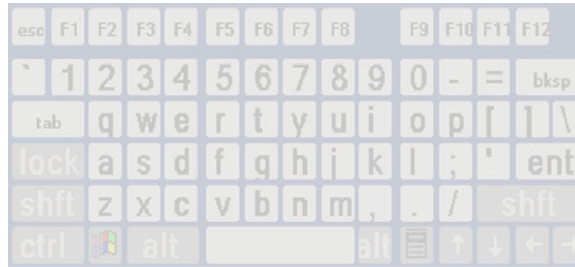 esc F1 F2 F3 F4 F5 F6 F7 F8 F9 F10 F11 F12
` 1 2 3 4 5 6 7 8 9 0 - = bksp
tab q w e r t y u i o p [ ] \
lock a s d f g h j k l ; ' ent
shft z x c v b n m , . / shft
ctrl alt alt ↑ ↓ ← →